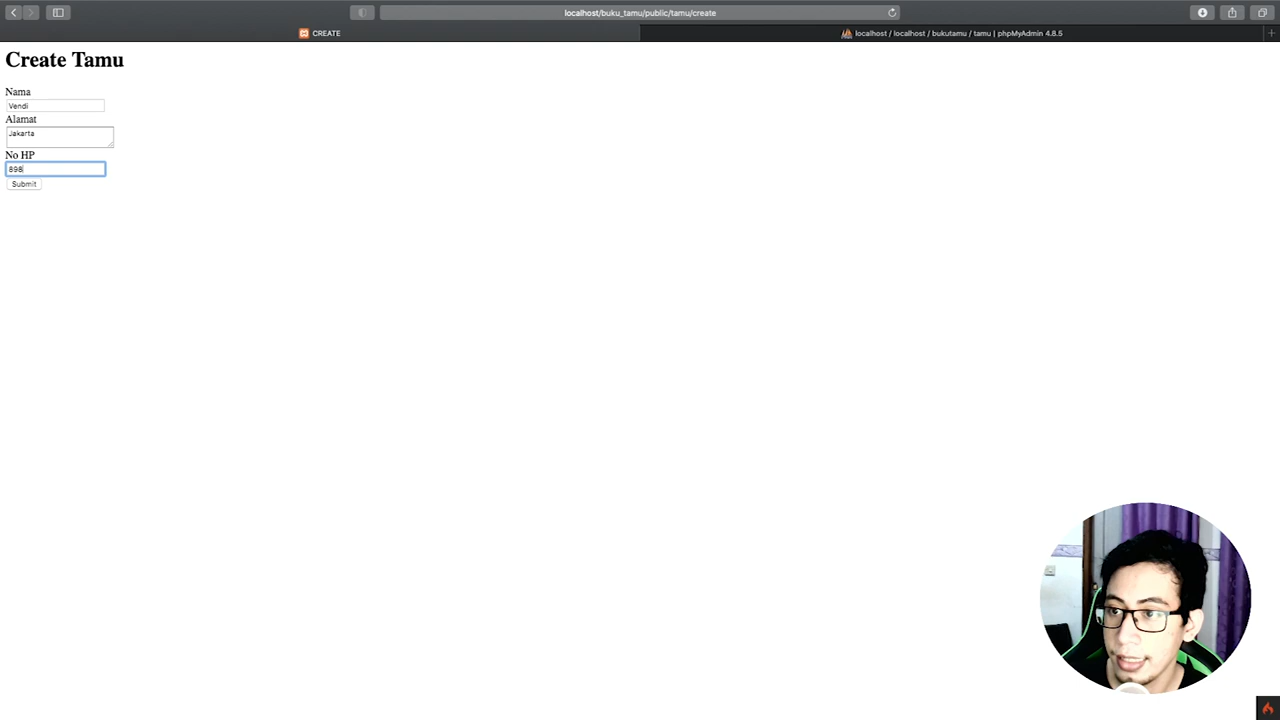 localhost/buku_tamu/public/tamu/create
CREATE
localhost / localhost / bukutamu / tamu | phpMyAdmin 4.8.5
Create Tamu
Nama
Vendi
Alamat
Jakarta
No HP
898
Submit